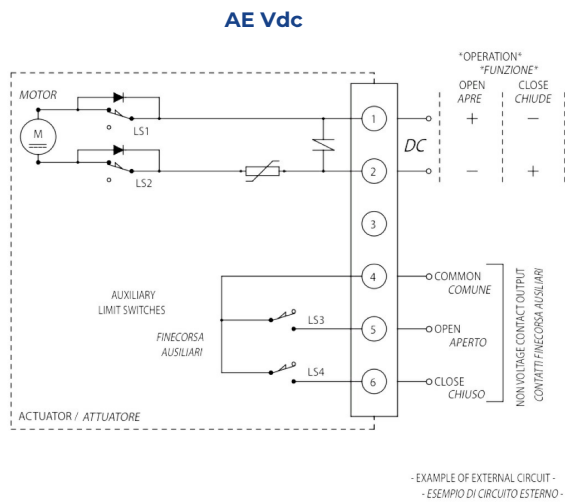 AE Vdc
*OPERATION*
*FUNZIONE*
OPEN CLOSE
APRE CHIUDE
MOTOR
M
LS1
1
DC
+ −
LS2
2
− +
3
4
COMMON
COMUNE
AUXILIARY
LIMIT SWITCHES
FINECORSA
AUSILIARI
LS3
5
OPEN
APERTO
LS4
6
CLOSE
CHIUSO
NON VOLTAGE CONTACT OUTPUT
CONTATTI FINECORSA AUSILIARI
ACTUATOR / ATTUATORE
- EXAMPLE OF EXTERNAL CIRCUIT -
- ESEMPIO DI CIRCUITO ESTERNO -